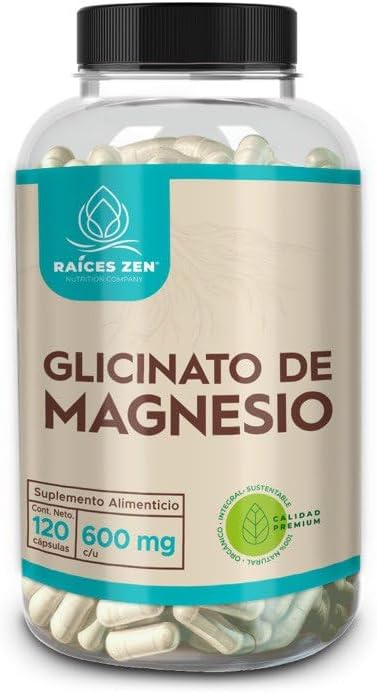 RAÍCES ZEN®
NUTRITION COMPANY
GLICINATO DE
MAGNESIO
Suplemento Alimenticio
Cont. Neto.
120
cápsulas
600 mg
c/u
ORGÁNICO · INTEGRAL · SUSTENTABLE
100% NATURAL
CALIDAD
PREMIUM